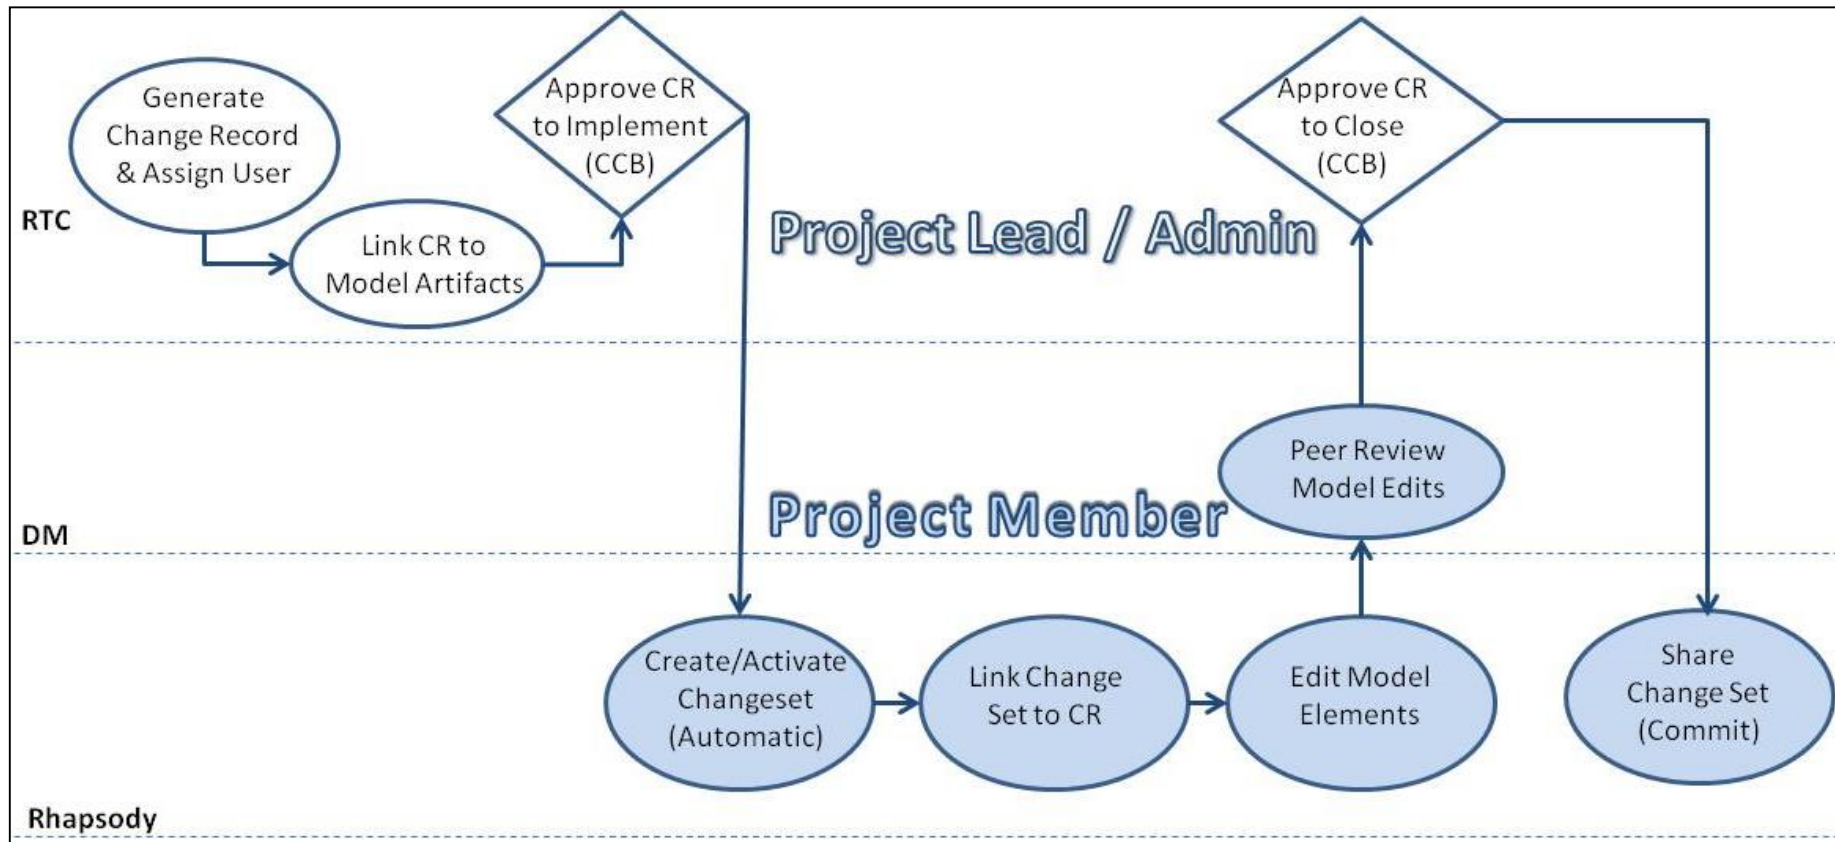 Generate
Change Record
& Assign User
Link CR to
Model Artifacts
Approve CR
to Implement
(CCB)
Approve CR
to Close
(CCB)
RTC
Project Lead / Admin
Peer Review
Model Edits
Project Member
DM
Create/Activate
Changeset
(Automatic)
Link Change
Set to CR
Edit Model
Elements
Share
Change Set
(Commit)
Rhapsody